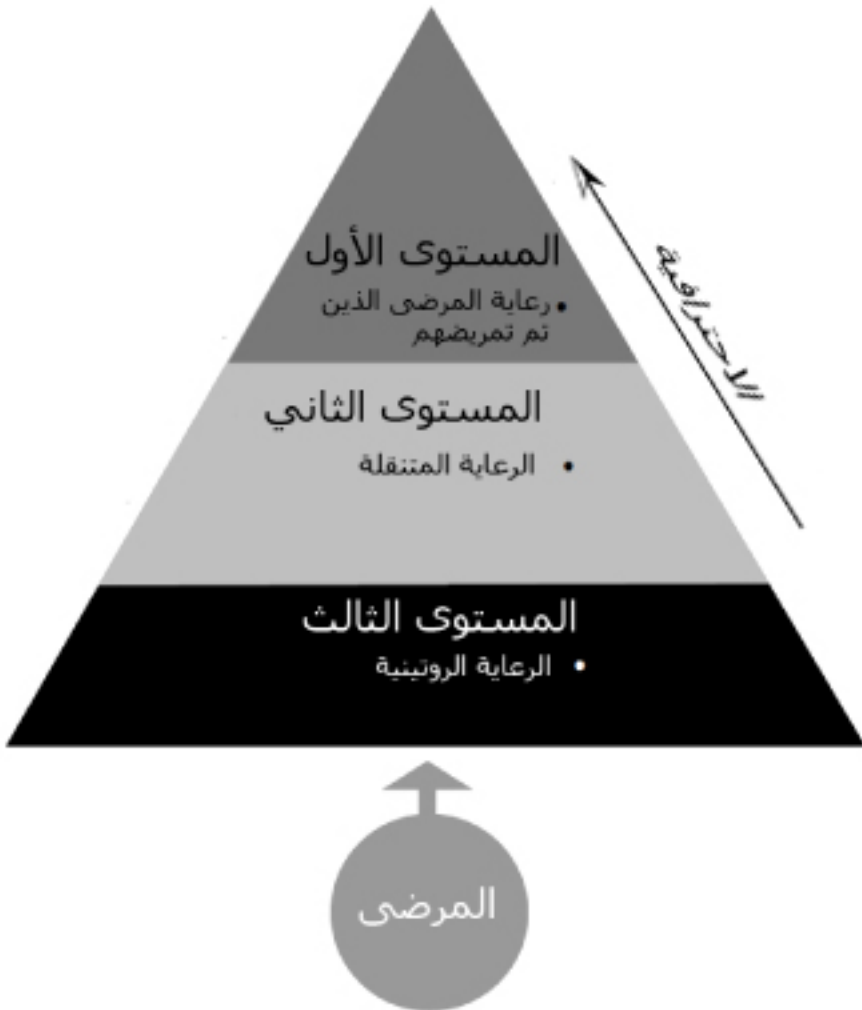 المستوى الأول
• رعاية المرضى الذين
تم تمريضهم
الاحترافية
المستوى الثاني
• الرعاية المتنقلة
المستوى الثالث
• الرعاية الروتينية
المرضى